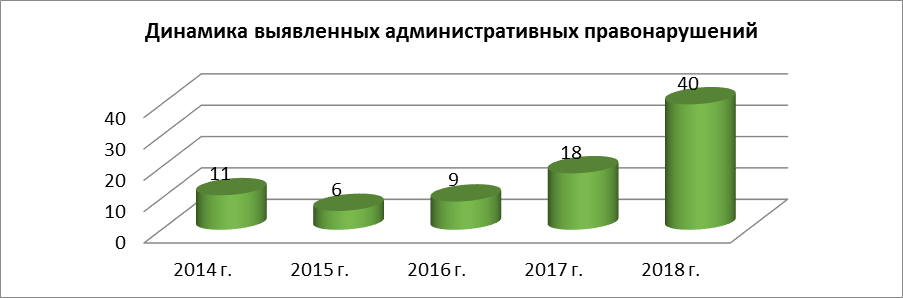 Динамика выявленных административных правонарушений
40
30
20
10
0
11
6
9
18
40
2014 г.
2015 г.
2016 г.
2017 г.
2018 г.